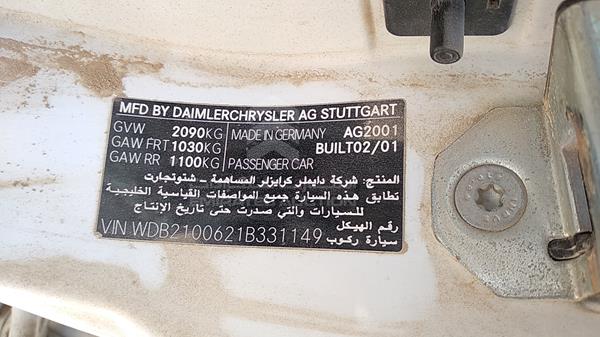 MFD BY DAIMLERCHRYSLER AG STUTTGART
GVW 2090KG MADE IN GERMANY AG2001
GAW FRT 1030KG BUILT02/01
GAW RR 1100KG PASSENGER CAR
المنتج: شركة دايملر كرايزلر المساهمة - شتوتجارت
تطابق هذه السيارة جميع المواصفات القياسية الخليجية
للسيارات والتي صدرت حتى تاريخ الإنتاج
رقم الهيكل VIN WDB2100621B331149
سيارة ركوب